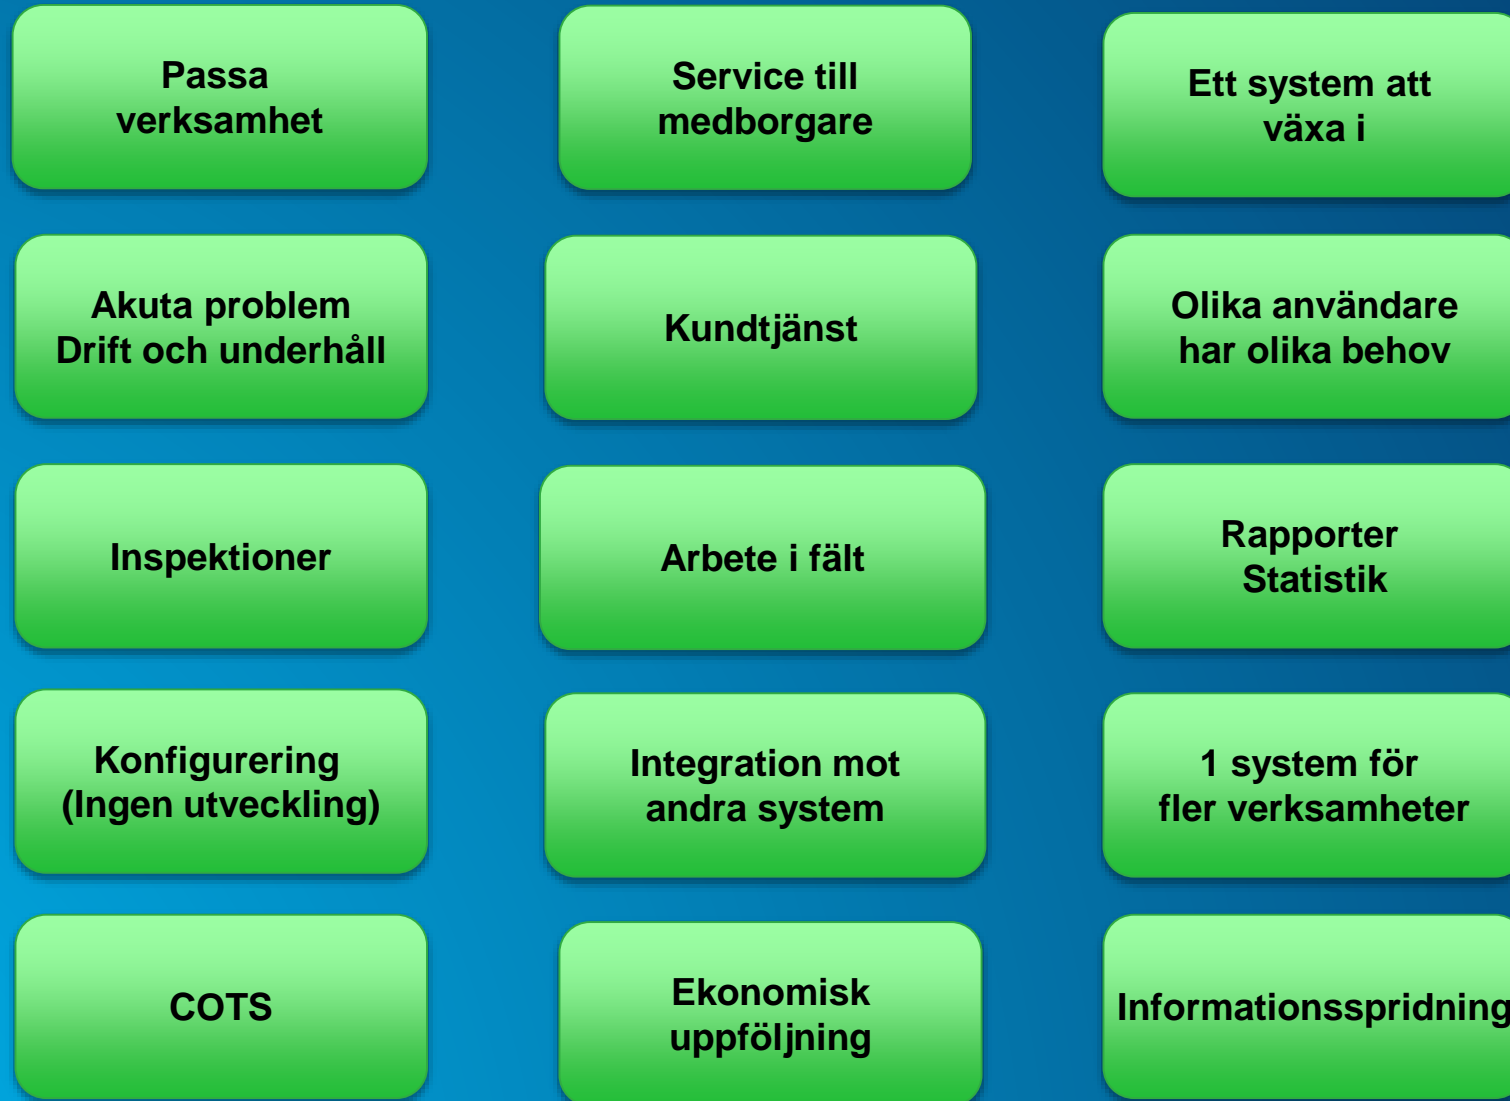 Passa
verksamhet
Service till
medborgare
Ett system att
växa i
Akuta problem
Drift och underhåll
Kundtjänst
Olika användare
har olika behov
Inspektioner
Arbete i fält
Rapporter
Statistik
Konfigurering
(Ingen utveckling)
Integration mot
andra system
1 system för
fler verksamheter
COTS
Ekonomisk
uppföljning
Informationsspridning